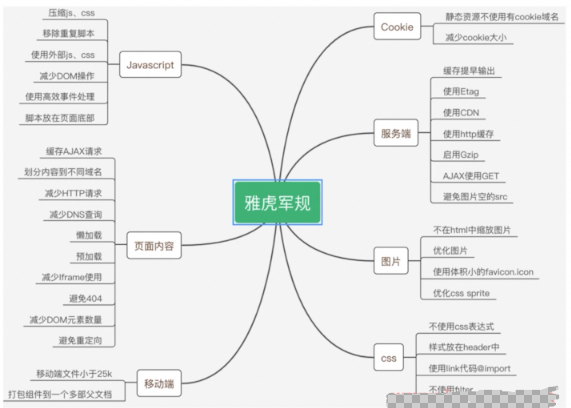 雅虎军规
Javascript
压缩js、css
移除重复脚本
使用外部js、css
减少DOM操作
使用高效事件处理
脚本放在页面底部
页面内容
缓存AJAX请求
划分内容到不同域名
减少HTTP请求
减少DNS查询
懒加载
预加载
减少Iframe使用
避免404
减少DOM元素数量
避免重定向
移动端
移动端文件小于25k
打包组件到一个多部父文档
Cookie
静态资源不使用有cookie域名
减少cookie大小
服务端
缓存提早输出
使用Etag
使用CDN
使用http缓存
启用Gzip
AJAX使用GET
避免图片空的src
图片
不在html中缩放图片
优化图片
使用体积小的favicon.icon
优化css sprite
css
不使用css表达式
样式放在header中
使用link代码@import
不使用